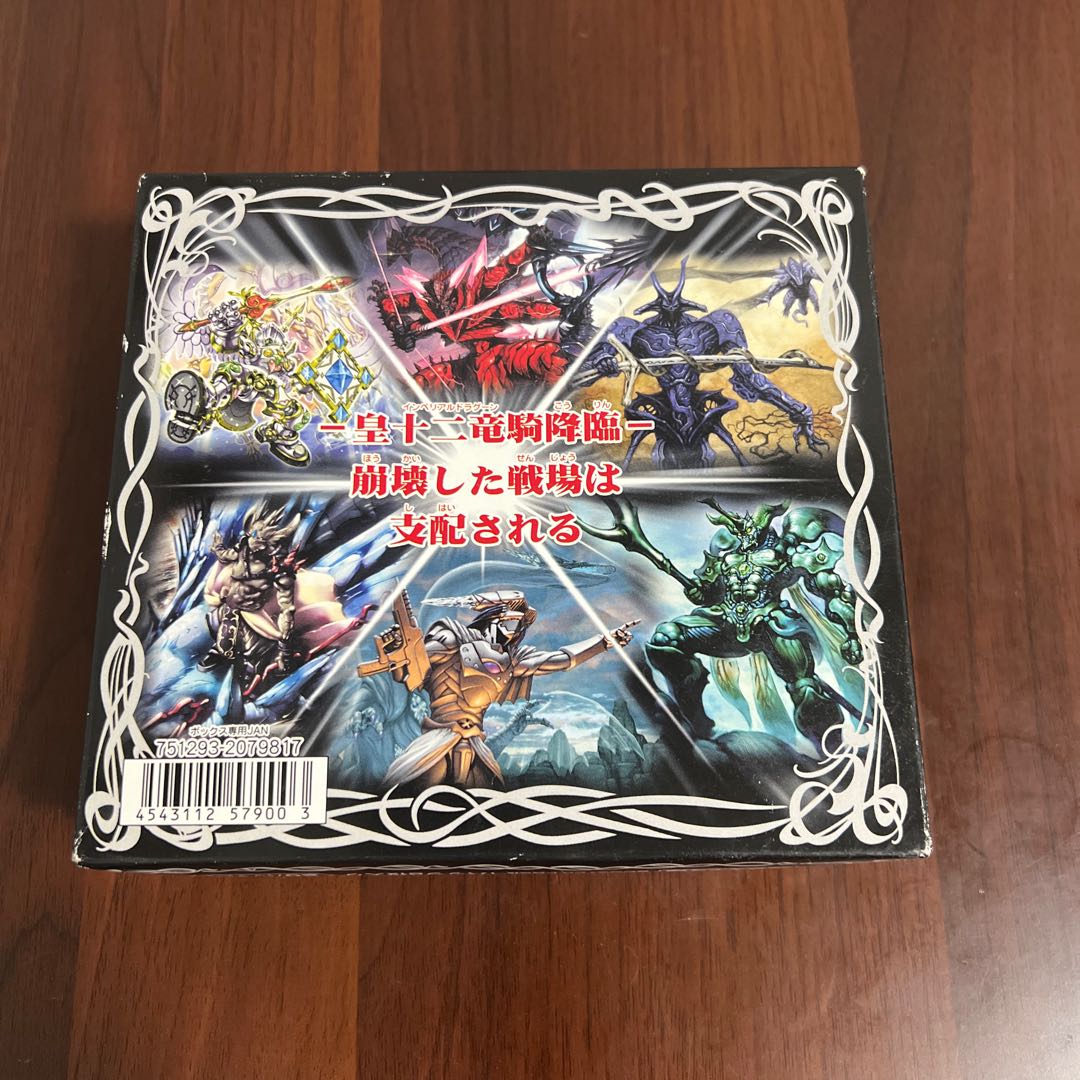 インペリアルドラグーン こう りん
-皇十二竜騎降臨-
ほう かい せん じょう
崩壊した戦場は
し はい
支配される
ボックス専用JAN
751293-2079817
4543112 57900 3